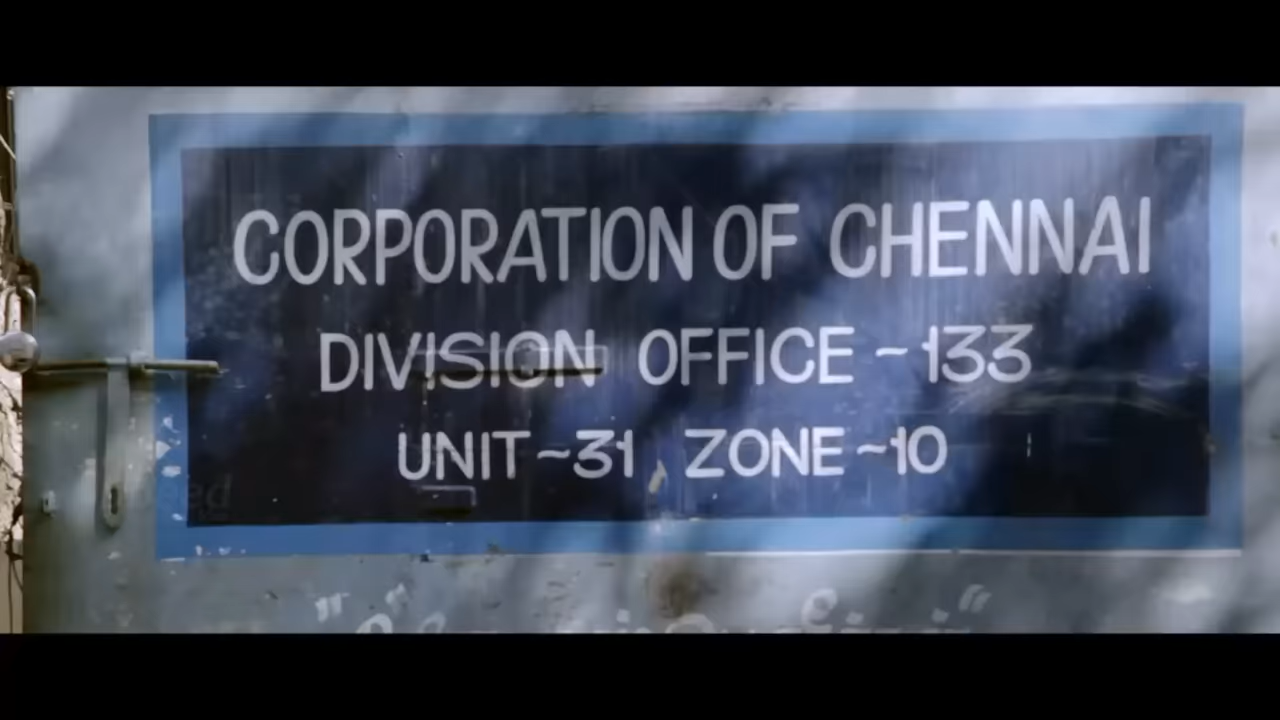 CORPORATION OF CHENNAI
DIVISION OFFICE ~133
UNIT ~31 ZONE ~10